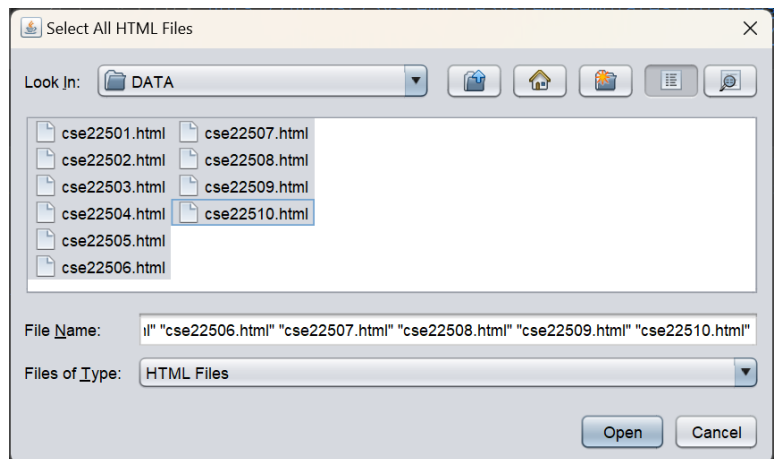 Select All HTML Files
Look In: DATA
cse22501.html cse22507.html
cse22502.html cse22508.html
cse22503.html cse22509.html
cse22504.html cse22510.html
cse22505.html
cse22506.html
File Name: ıl" "cse22506.html" "cse22507.html" "cse22508.html" "cse22509.html" "cse22510.html"
Files of Type: HTML Files
Open Cancel